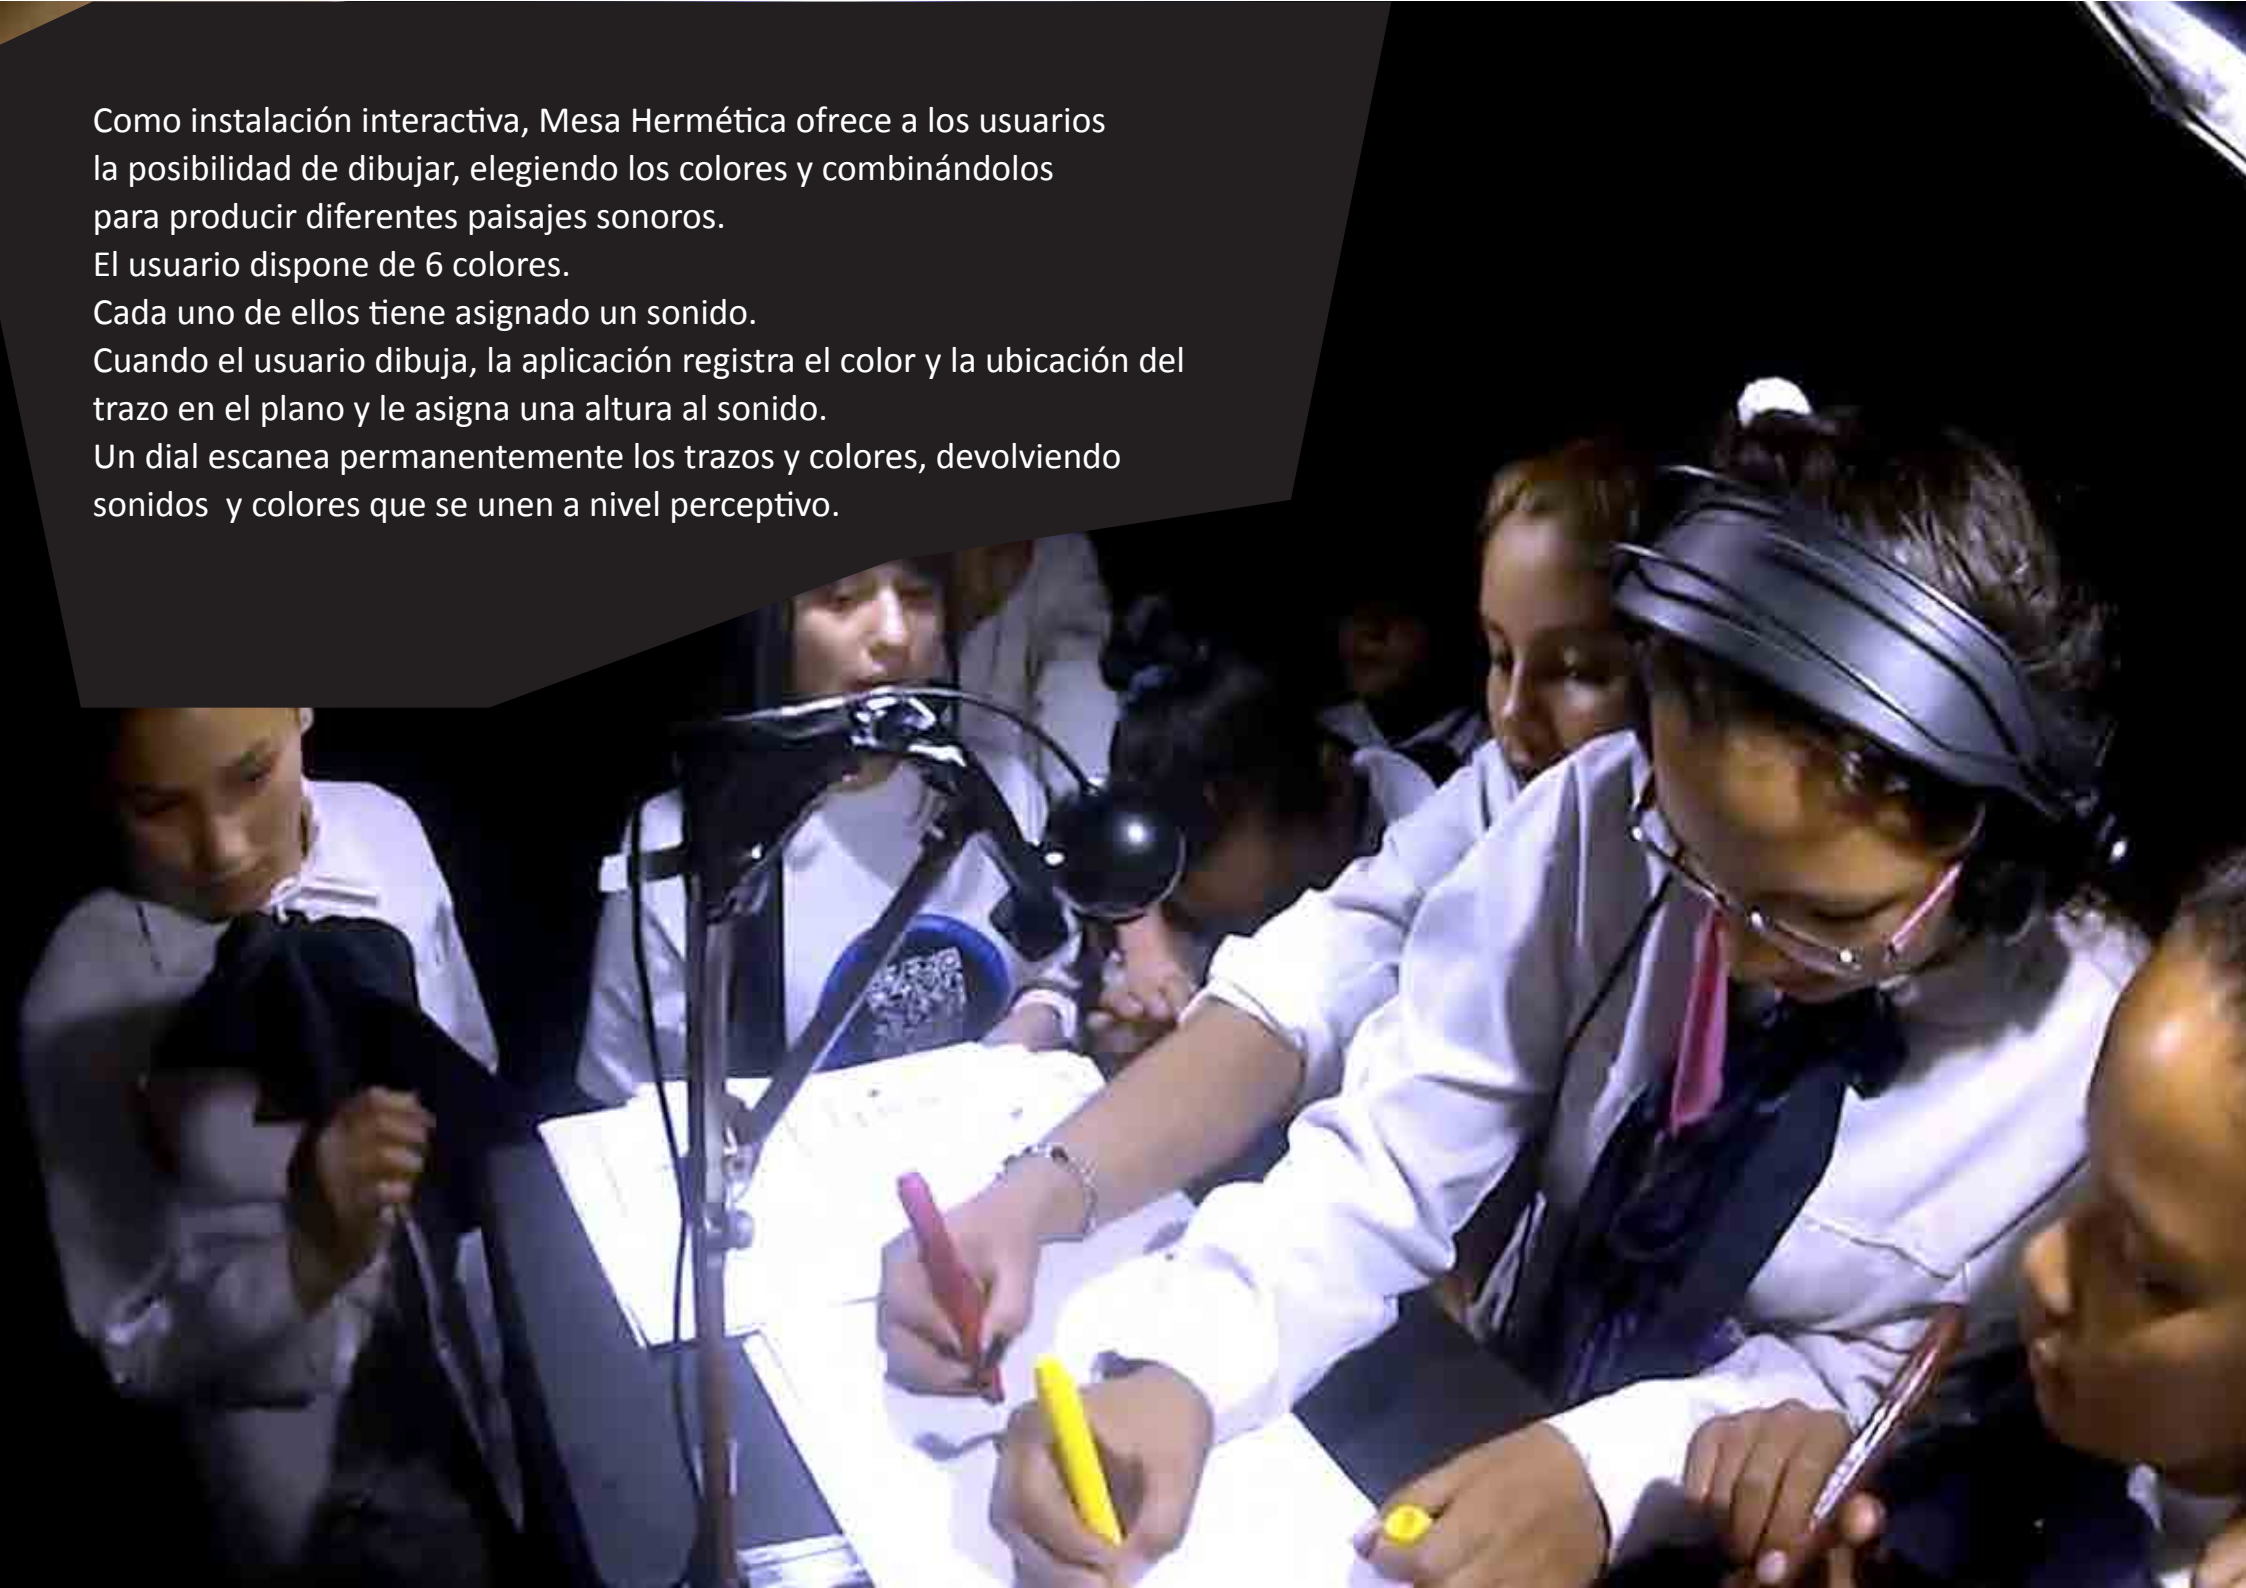 Como instalación interactiva, Mesa Hermética ofrece a los usuarios
la posibilidad de dibujar, elegiendo los colores y combinándolos
para producir diferentes paisajes sonoros.
El usuario dispone de 6 colores.
Cada uno de ellos tiene asignado un sonido.
Cuando el usuario dibuja, la aplicación registra el color y la ubicación del
trazo en el plano y le asigna una altura al sonido.
Un dial escanea permanentemente los trazos y colores, devolviendo
sonidos  y colores que se unen a nivel perceptivo.